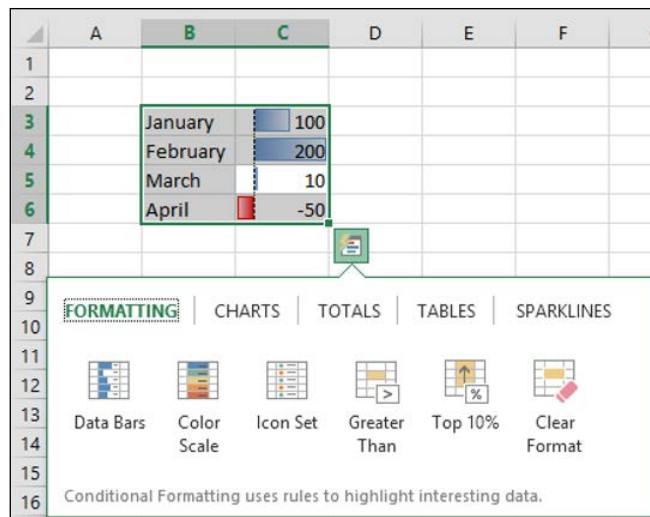 A B C D E F
1
2
3 January 100
4 February 200
5 March 10
6 April -50
7
8
9
FORMATTING CHARTS TOTALS TABLES SPARKLINES
10
11
12
13
Data Bars Color Scale Icon Set Greater Than Top 10% Clear Format
14
15
16 Conditional Formatting uses rules to highlight interesting data.